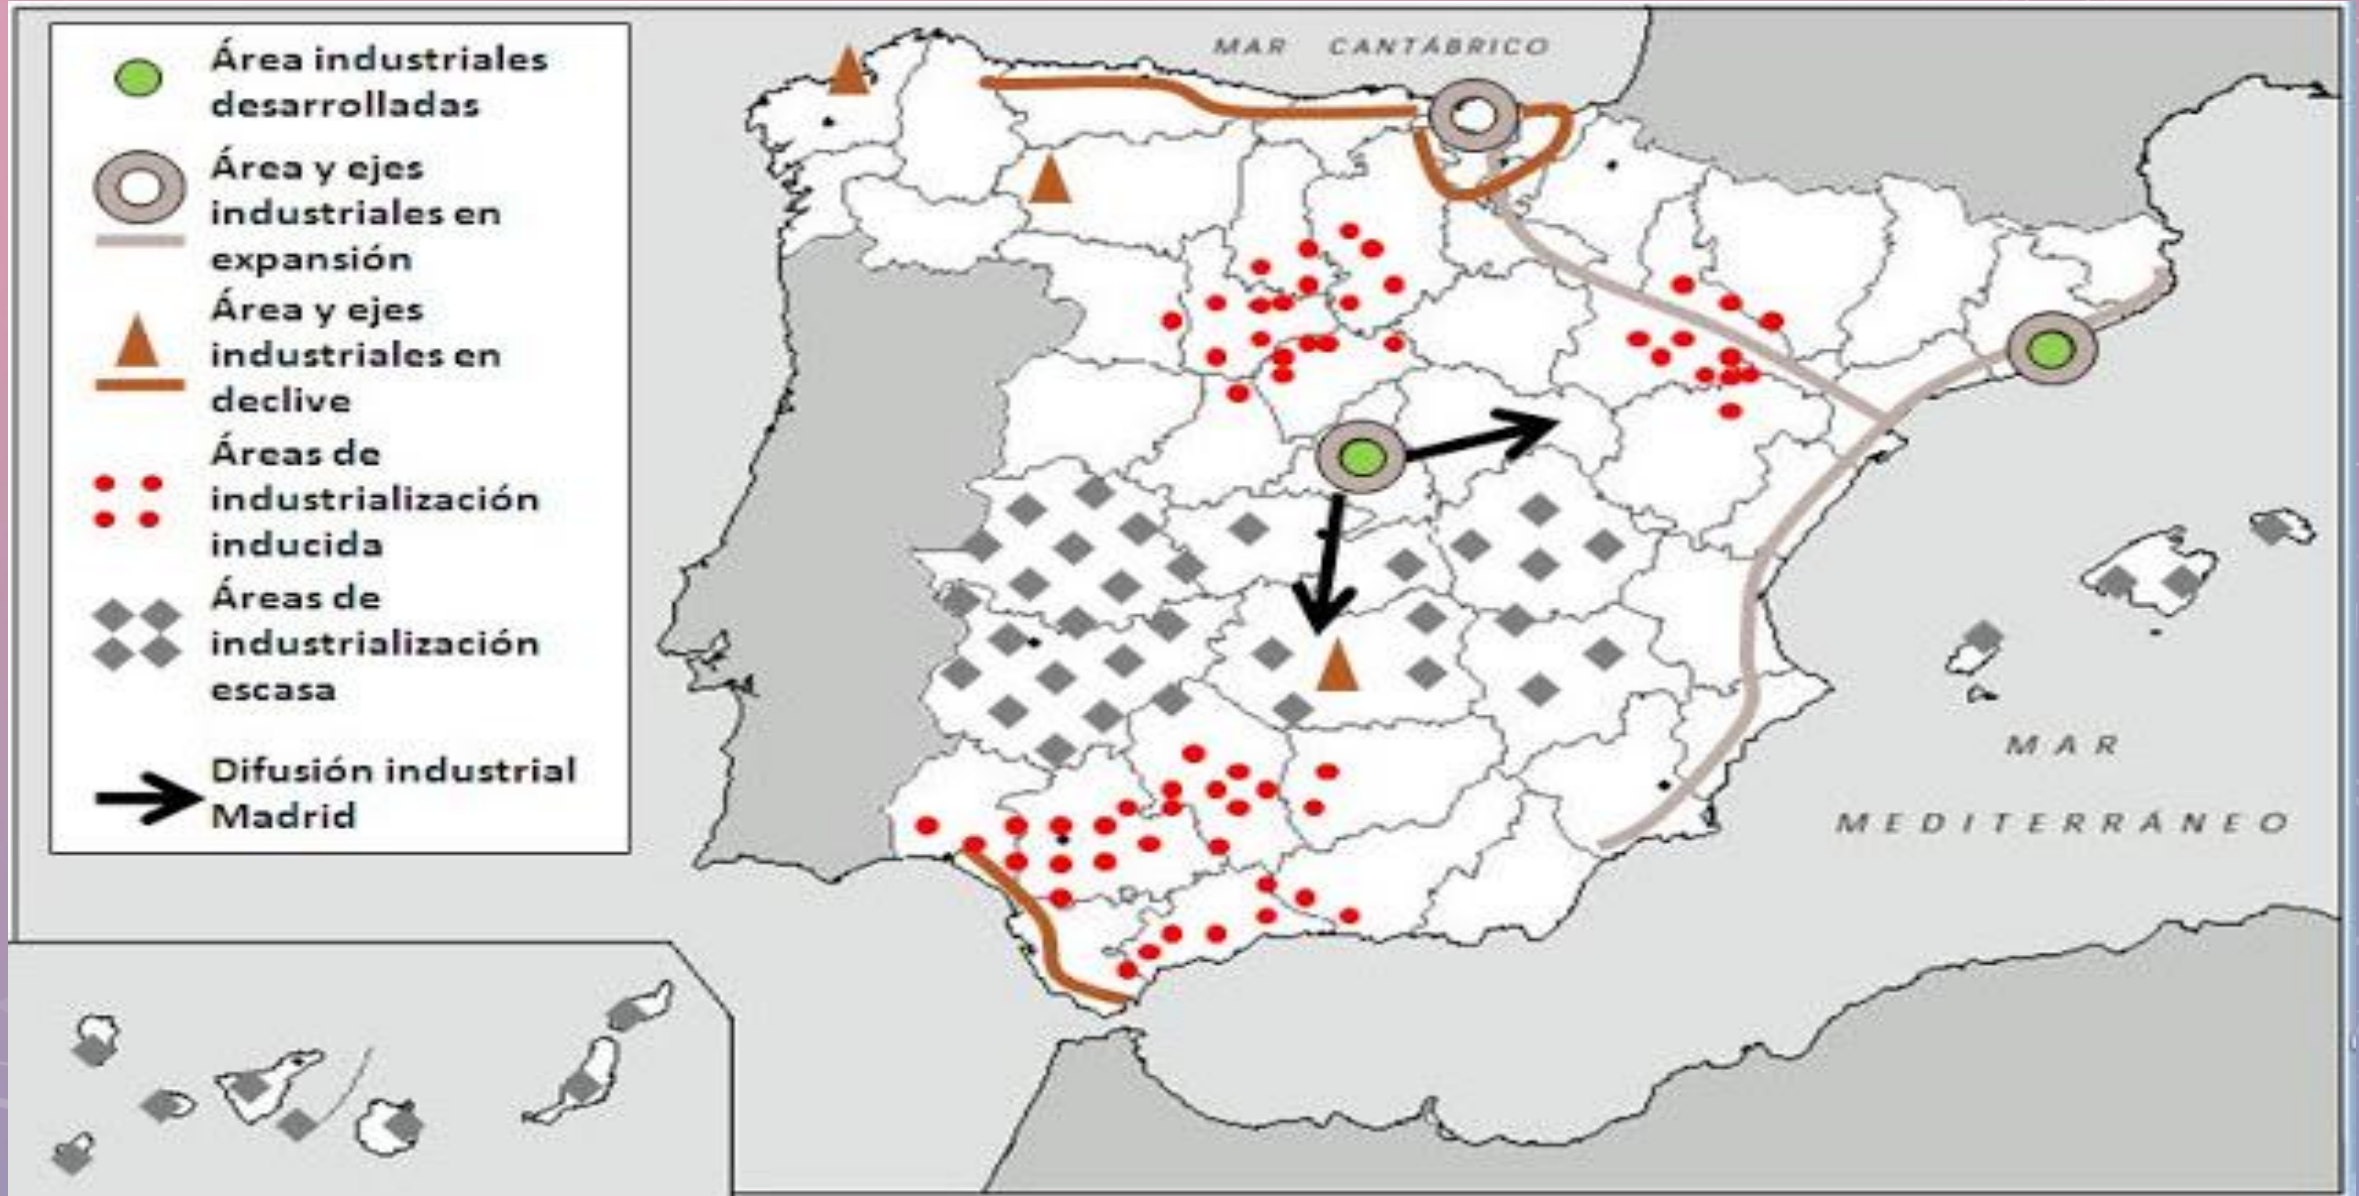 Área industriales
desarrolladas
Área y ejes
industriales en
expansión
Área y ejes
industriales en
declive
Áreas de
industrialización
inducida
Áreas de
industrialización
escasa
Difusión industrial
Madrid
MAR CANTÁBRICO
MAR
MEDITERRÁNEO